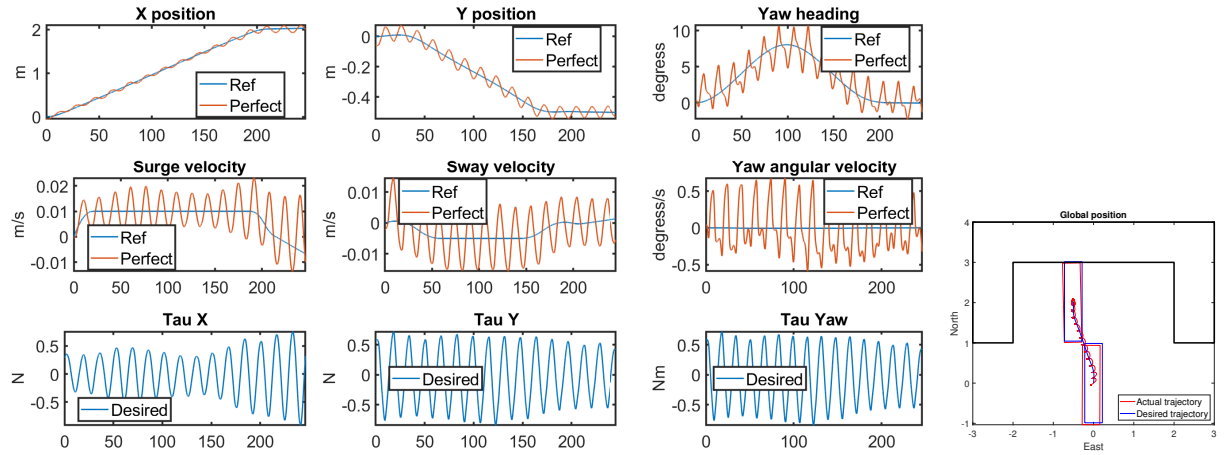 X position
Y position
Yaw heading
m
2
1
0
0 50 100 150 200
Ref
Perfect
m
0
-0.2
-0.4
0 50 100 150 200
Ref
Perfect
degress
10
5
0
0 50 100 150 200
Ref
Perfect
Surge velocity
Sway velocity
Yaw angular velocity
m/s
0.02
0.010
0
-0.01
0 50 100 150 200
Ref
Perfect
m/s
0.01
0
-0.01
0 50 100 150 200
Ref
Perfect
degress/s
0.5
0
-0.5
0 50 100 150 200
Ref
Perfect
Tau X
Tau Y
Tau Yaw
N
0.5
0
-0.5
0 50 100 150 200
Desired
N
0.5
0
-0.5
0 50 100 150 200
Desired
Nm
0.5
0
-0.5
0 50 100 150 200
Desired
Global position
North
4
3
2
1
0
-1
-3 -2 -1 0 1 2 3
East
Actual trajectory
Desired trajectory